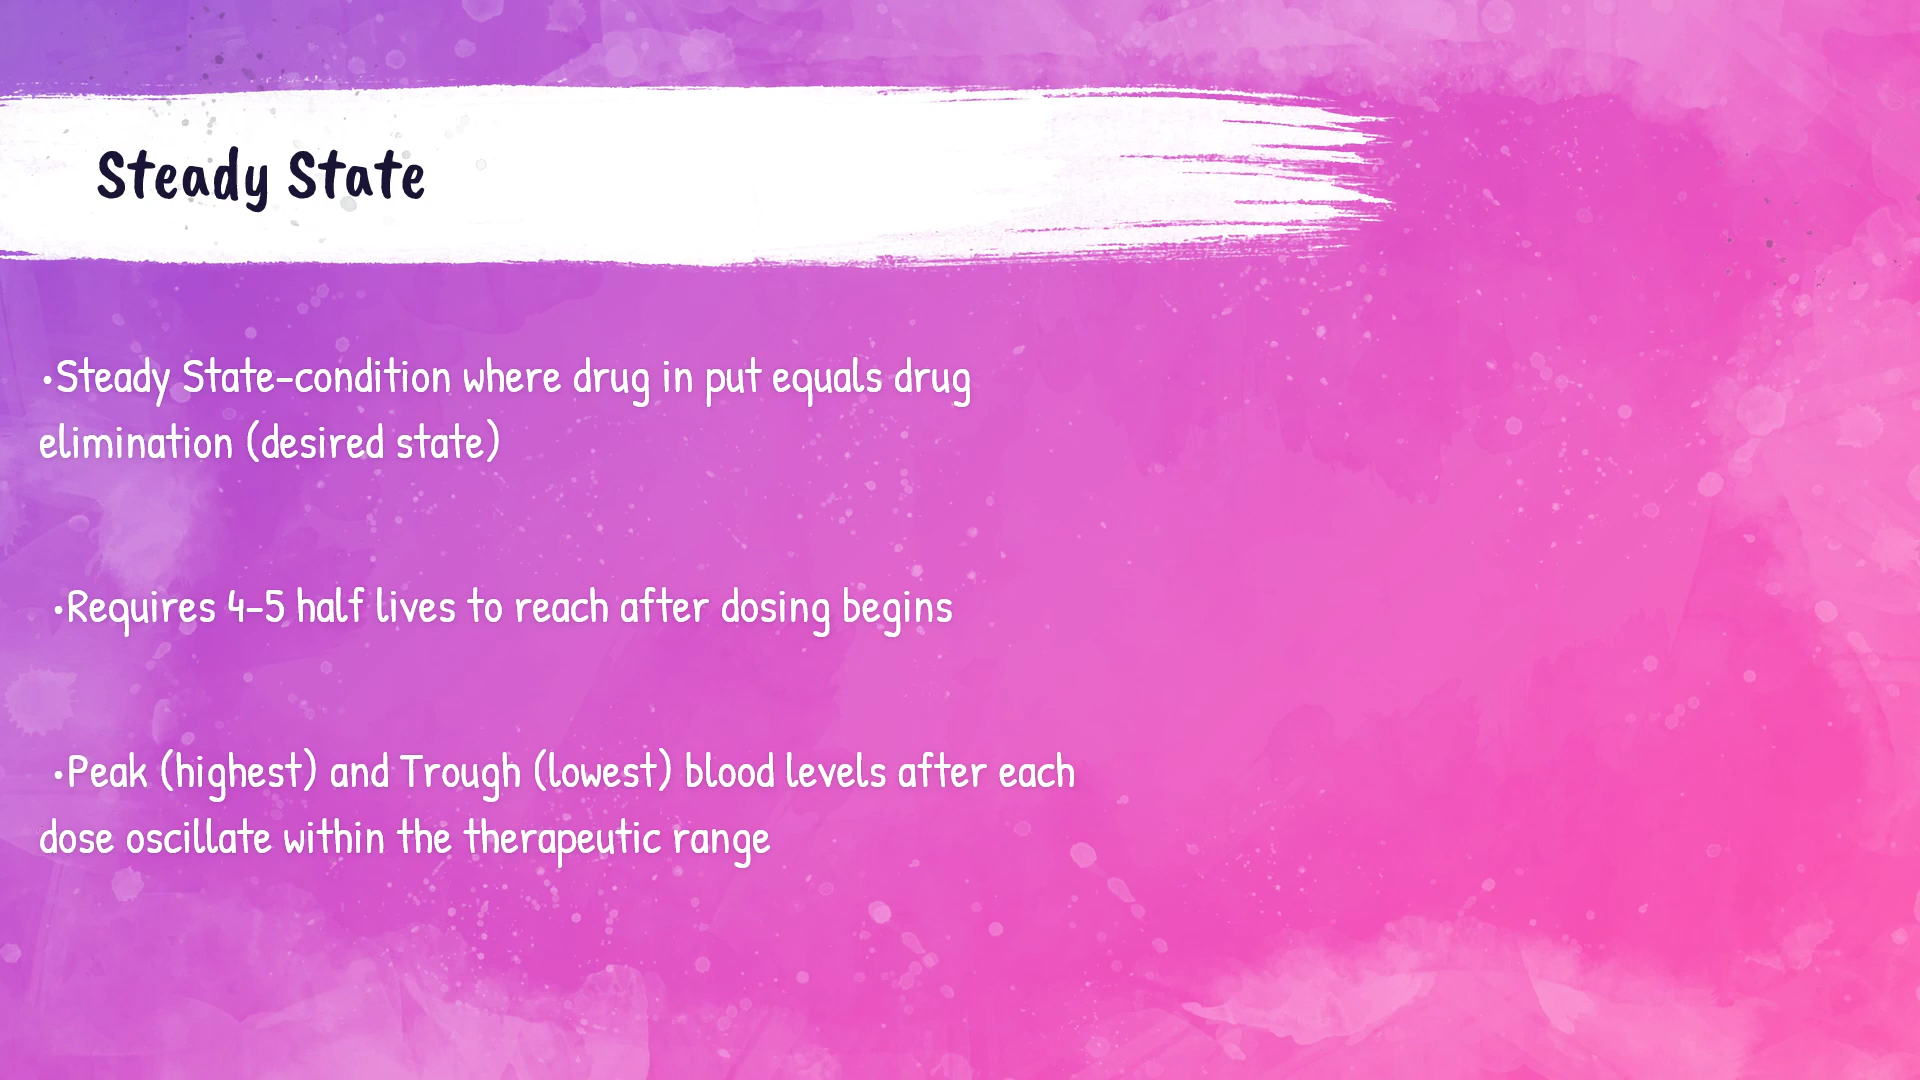 Steady State
•Steady State-condition where drug in put equals drug
elimination (desired state)
•Requires 4-5 half lives to reach after dosing begins
•Peak (highest) and Trough (lowest) blood levels after each
dose oscillate within the therapeutic range